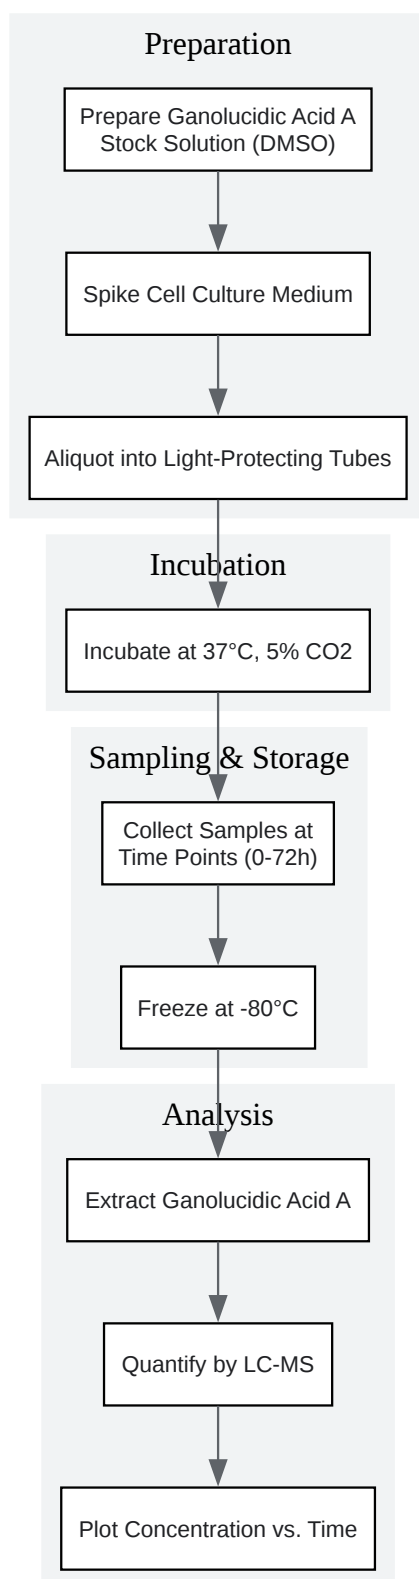 Preparation
Prepare Ganolucidic Acid A
Stock Solution (DMSO)
Spike Cell Culture Medium
Aliquot into Light-Protecting Tubes
Incubation
Incubate at 37°C, 5% CO2
Sampling & Storage
Collect Samples at
Time Points (0-72h)
Freeze at -80°C
Analysis
Extract Ganolucidic Acid A
Quantify by LC-MS
Plot Concentration vs. Time